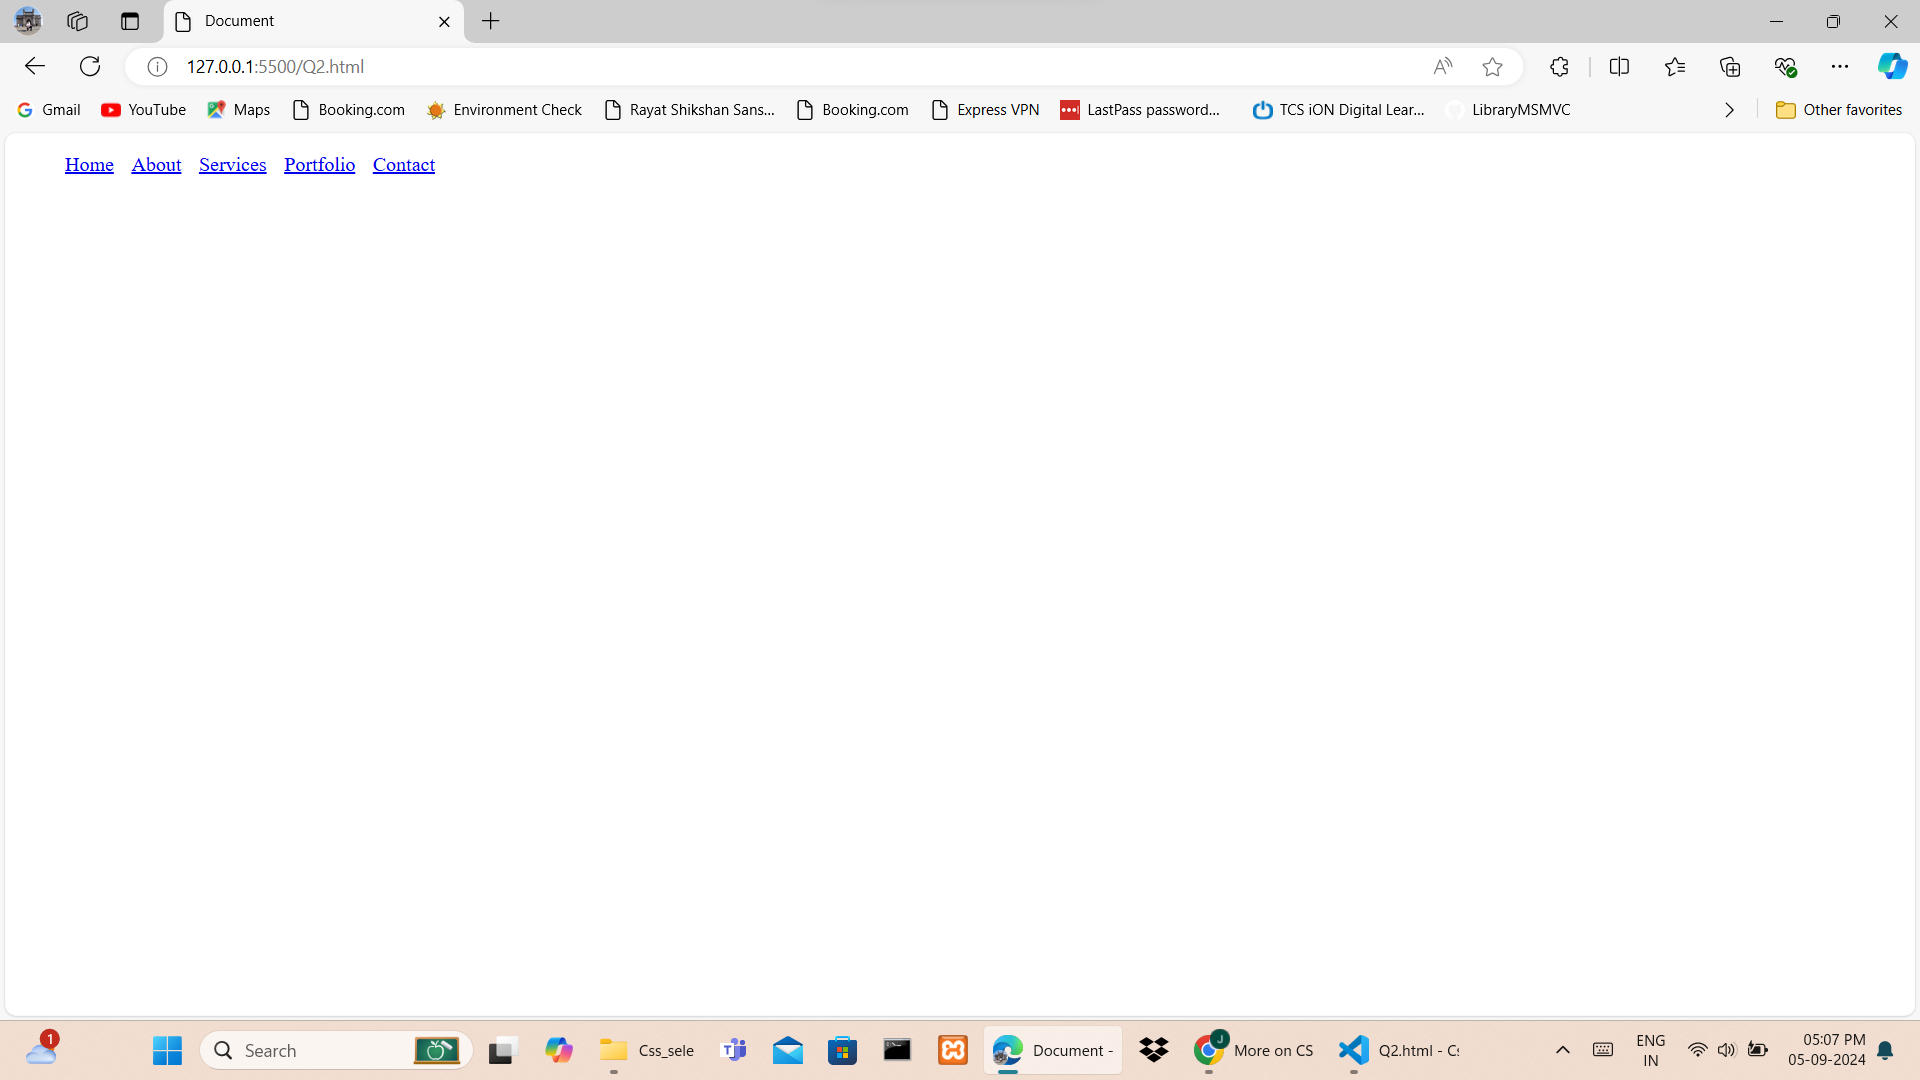 Document
127.0.0.1:5500/Q2.html
Gmail YouTube Maps Booking.com Environment Check Rayat Shikshan Sans... Booking.com Express VPN LastPass password... TCS iON Digital Lear... LibraryMSMVC Other favorites
Home About Services Portfolio Contact
1 Search Css_sele Document - J More on CS Q2.html - Cs ENG 05:07 PM
IN 05-09-2024